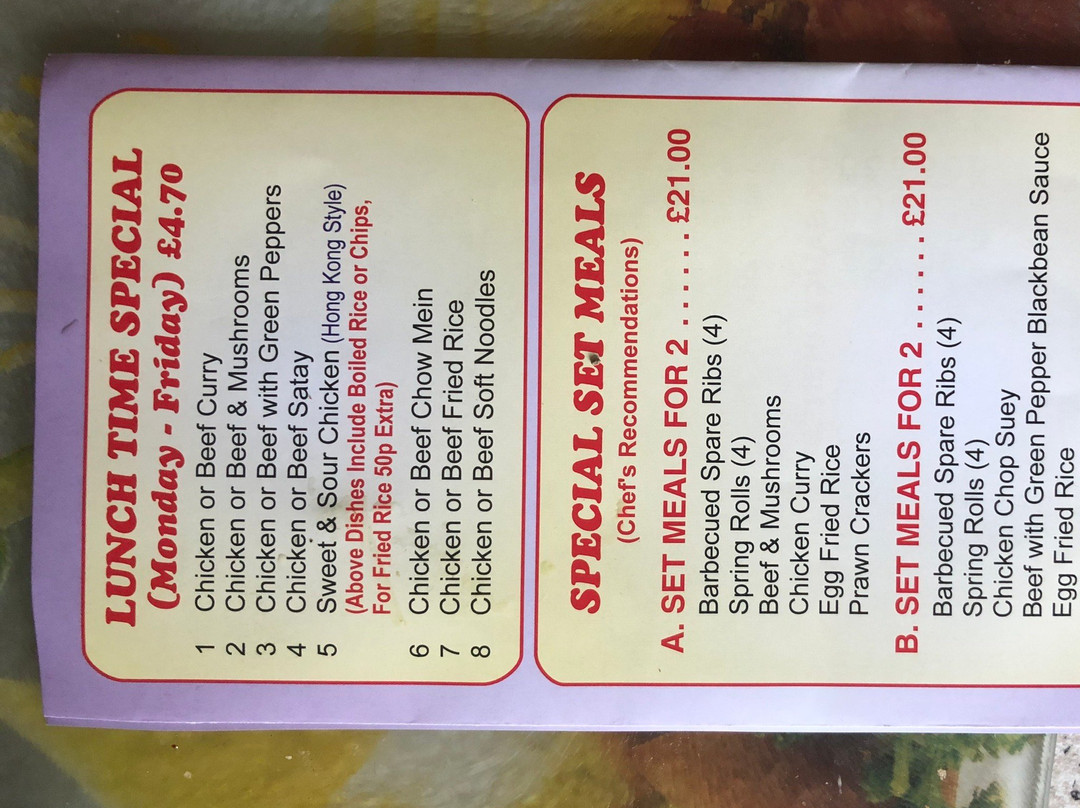 LUNCH TIME SPECIAL
(Monday - Friday) £4.70
1 Chicken or Beef Curry
2 Chicken or Beef & Mushrooms
3 Chicken or Beef with Green Peppers
4 Chicken or Beef Satay
5 Sweet & Sour Chicken (Hong Kong Style)
(Above Dishes Include Boiled Rice or Chips,
For Fried Rice 50p Extra)
6 Chicken or Beef Chow Mein
7 Chicken or Beef Fried Rice
8 Chicken or Beef Soft Noodles
SPECIAL SET MEALS
(Chef's Recommendations)
A. SET MEALS FOR 2 . . . . . . £21.00
Barbecued Spare Ribs (4)
Spring Rolls (4)
Beef & Mushrooms
Chicken Curry
Egg Fried Rice
Prawn Crackers
B. SET MEALS FOR 2 . . . . . . £21.00
Barbecued Spare Ribs (4)
Spring Rolls (4)
Chicken Chop Suey
Beef with Green Pepper Blackbean Sauce
Egg Fried Rice